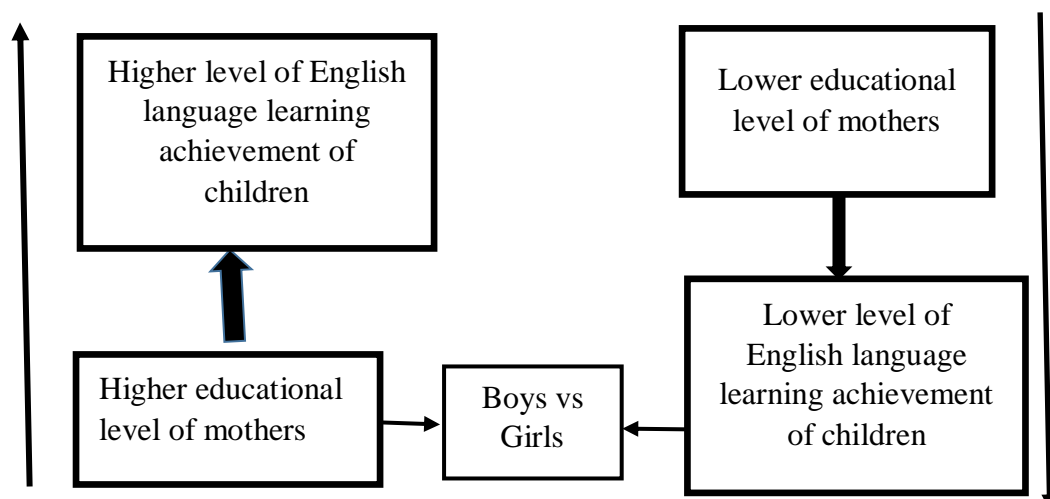 Higher level of English
language learning
achievement of
children
Lower educational
level of mothers
Higher educational
level of mothers
Boys vs
Girls
Lower level of
English language
learning achievement
of children